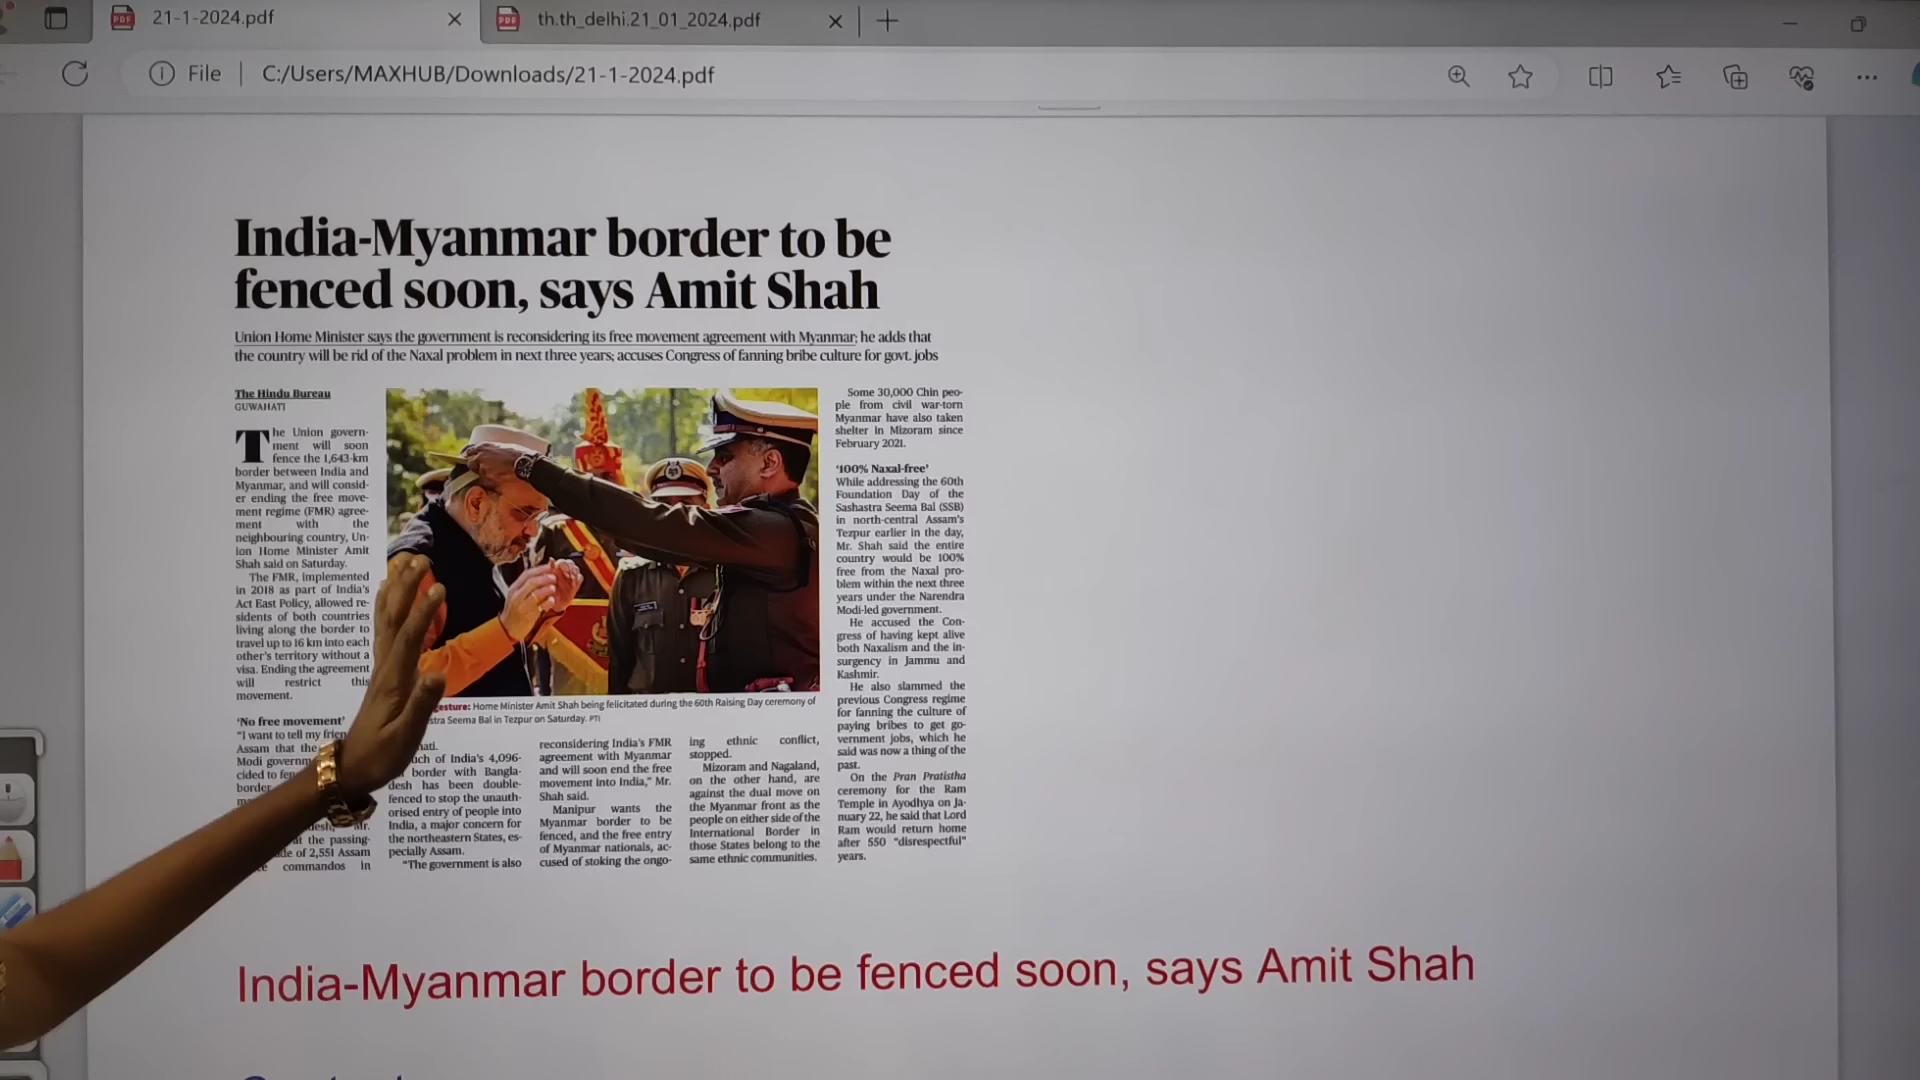 21-1-2024.pdf
th.th_delhi.21_01_2024.pdf
File
C:/Users/MAXHUB/Downloads/21-1-2024.pdf
India-Myanmar border to be
fenced soon, says Amit Shah
Union Home Minister says the government is reconsidering its free movement agreement with Myanmar; he adds that
the country will be rid of the Naxal problem in next three years; accuses Congress of fanning bribe culture for govt. jobs
The Hindu Bureau
GUWAHATI
The Union govern-
ment will soon
fence the 1,643-km
border between India and
Myanmar, and will consid-
er ending the free move-
ment regime (FMR) agree-
ment with the
neighbouring country, Un-
ion Home Minister Amit
Shah said on Saturday.
The FMR, implemented
in 2018 as part of India's
Act East Policy, allowed re-
sidents of both countries
living along the border to
travel up to 16 km into each
other's territory without a
visa. Ending the agreement
will restrict this
movement.
'No free movement'
"I want to tell my
Assam that the
Modi
border
Mr.
the passing-
of 2,551 Assam
commandos in
gesture: Home Minister Amit Shah being felicitated during the 60th Raising Day ceremony of
Seema Bal in Tezpur on Saturday. PTI
of India's 4,096-
border with Bangla-
desh has been double-
fenced to stop the unauth-
orised entry of people into
India, a major concern for
the northeastern States, es-
pecially Assam.
"The government is also
reconsidering India's FMR
agreement with Myanmar
and will soon end the free
movement into India," Mr.
Shah said.
Manipur wants the
Myanmar border to be
fenced, and the free entry
of Myanmar nationals, ac-
cused of stoking the ongo-
ing ethnic conflict,
stopped.
Mizoram and Nagaland,
on the other hand, are
against the dual move on
the Myanmar front as the
people on either side of the
International Border in
those States belong to the
same ethnic communities.
Some 30,000 Chin peo-
ple from civil war-torn
Myanmar have also taken
shelter in Mizoram since
February 2021.
'100% Naxal-free'
While addressing the 60th
Foundation Day of the
Sashastra Seema Bal (SSB)
in north-central Assam's
Tezpur earlier in the day,
Mr. Shah said the entire
country would be 100%
free from the Naxal pro-
blem within the next three
years under the Narendra
Modi-led government.
He accused the Con-
gress of having kept alive
both Naxalism and the in-
surgency in Jammu and
Kashmir.
He also slammed the
previous Congress regime
for fanning the culture of
paying bribes to get go-
vernment jobs, which he
said was now a thing of the
past.
On the Pran Pratistha
ceremony for the Ram
Temple in Ayodhya on Ja-
nuary 22, he said that Lord
Ram would return home
after 550 "disrespectful"
years.
India-Myanmar border to be fenced soon, says Amit Shah